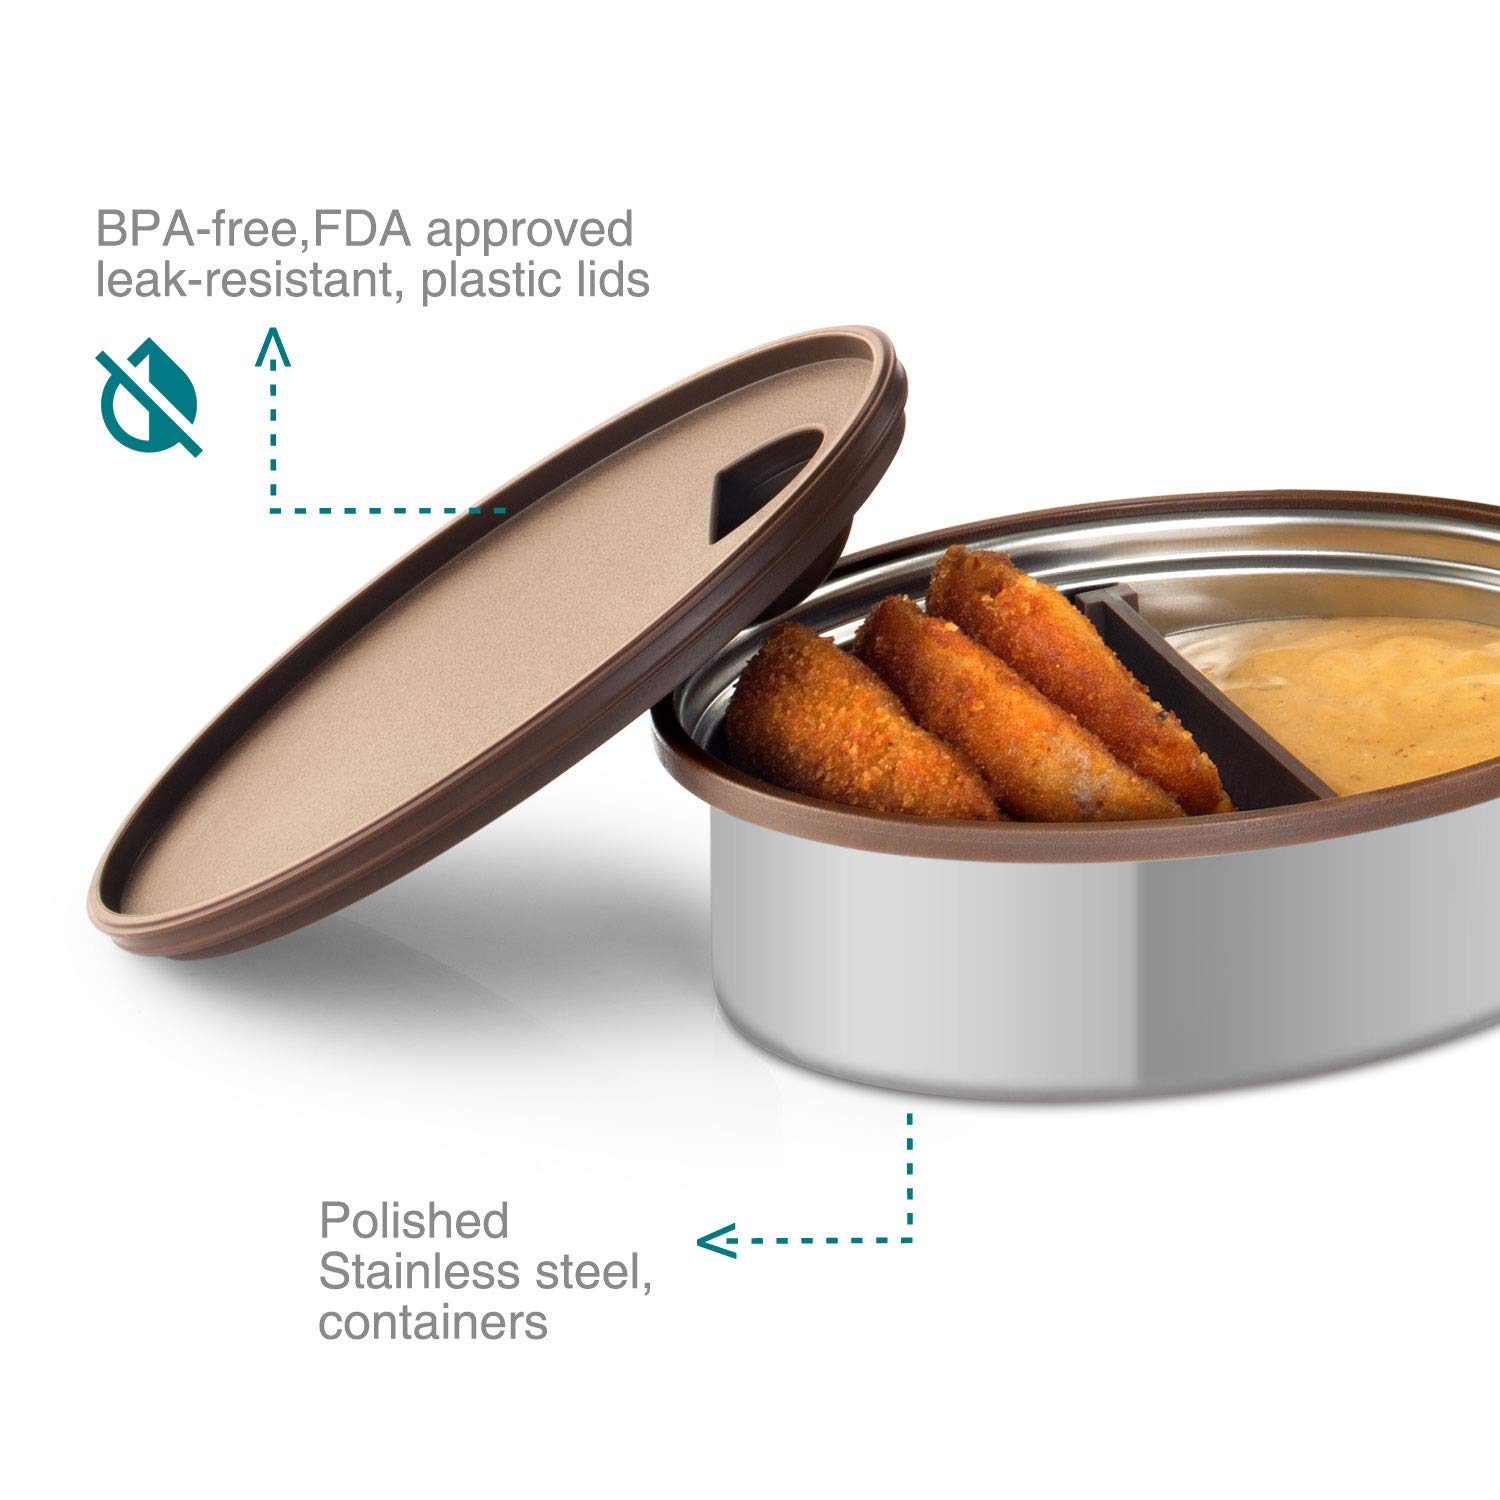 BPA-free,FDA approved
leak-resistant, plastic lids
Polished
Stainless steel,
containers